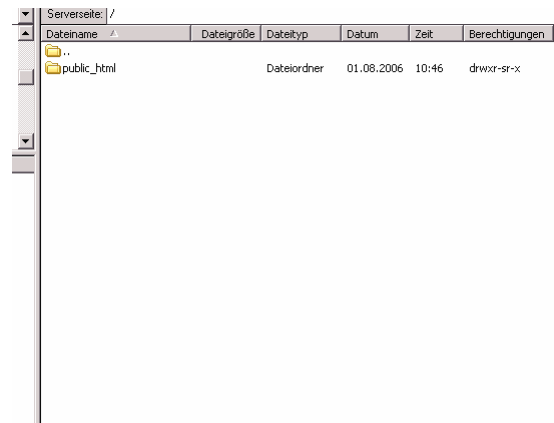 Serverseite: /
Dateiname Dateigröße Dateityp Datum Zeit Berechtigungen
..
public_html Dateiordner 01.08.2006 10:46 drwxr-sr-x